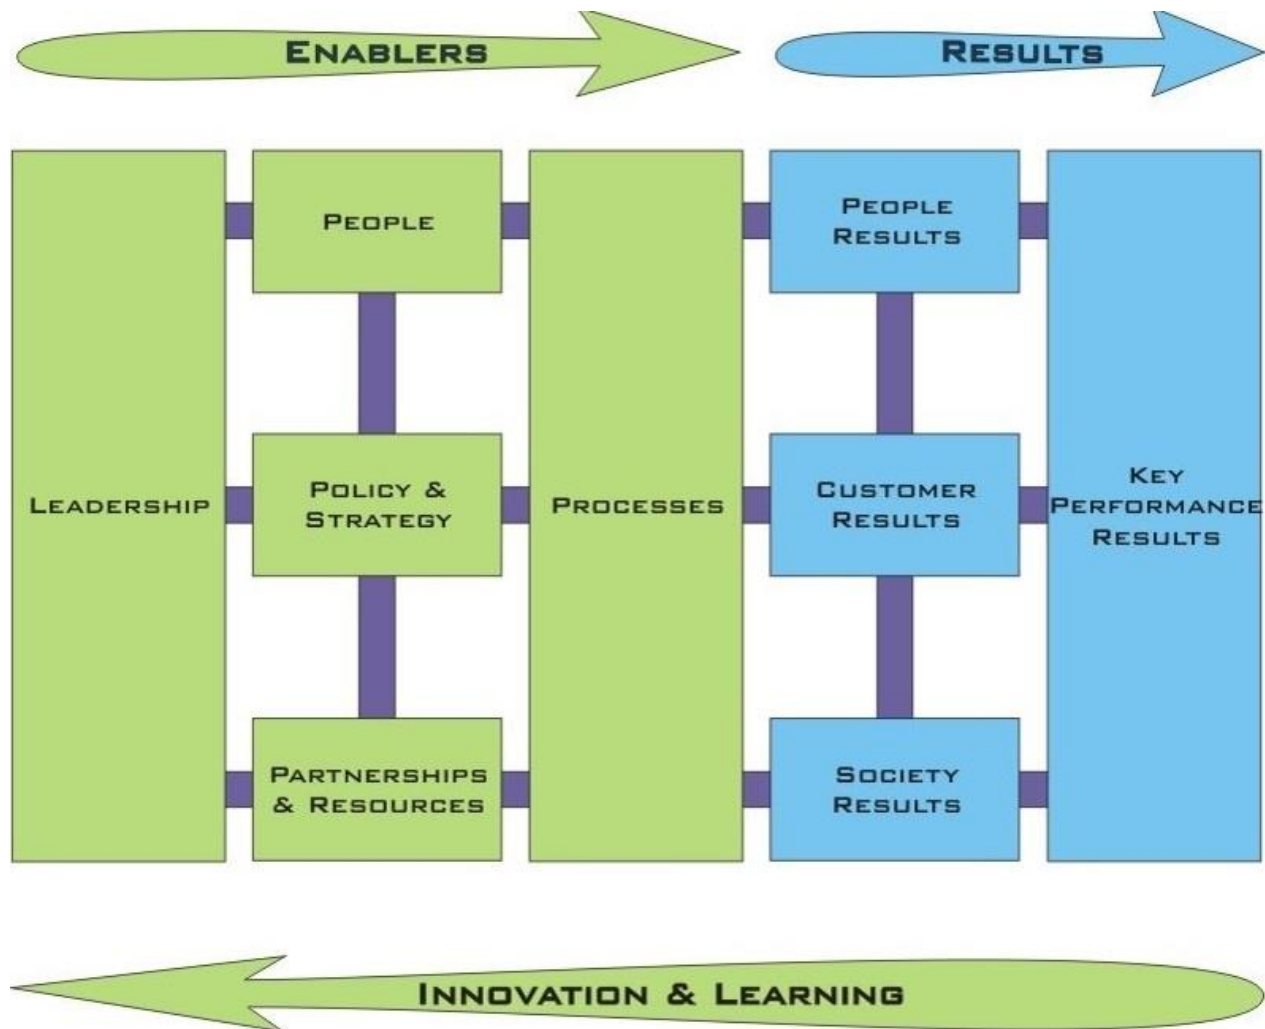 ENABLERS
RESULTS
LEADERSHIP
PEOPLE
POLICY &
STRATEGY
PARTNERSHIPS
& RESOURCES
PROCESSES
PEOPLE
RESULTS
CUSTOMER
RESULTS
SOCIETY
RESULTS
KEY
PERFORMANCE
RESULTS
INNOVATION & LEARNING